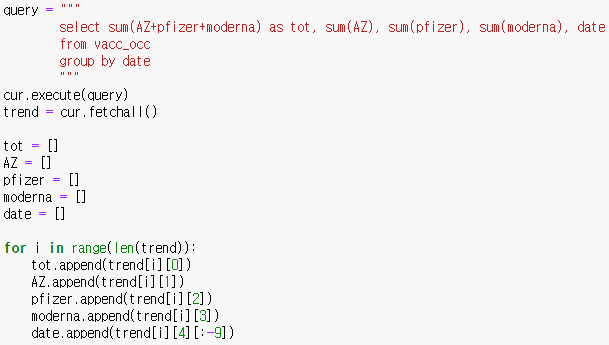 query = """
select sum(AZ+pfizer+moderna) as tot, sum(AZ), sum(pfizer), sum(moderna), date
from vacc_occ
group by date
"""
cur.execute(query)
trend = cur.fetchall()
tot = []
AZ = []
pfizer = []
moderna = []
date = []
for i in range(len(trend)):
tot.append(trend[i][0])
AZ.append(trend[i][1])
pfizer.append(trend[i][2])
moderna.append(trend[i][3])
date.append(trend[i][4][:-9])